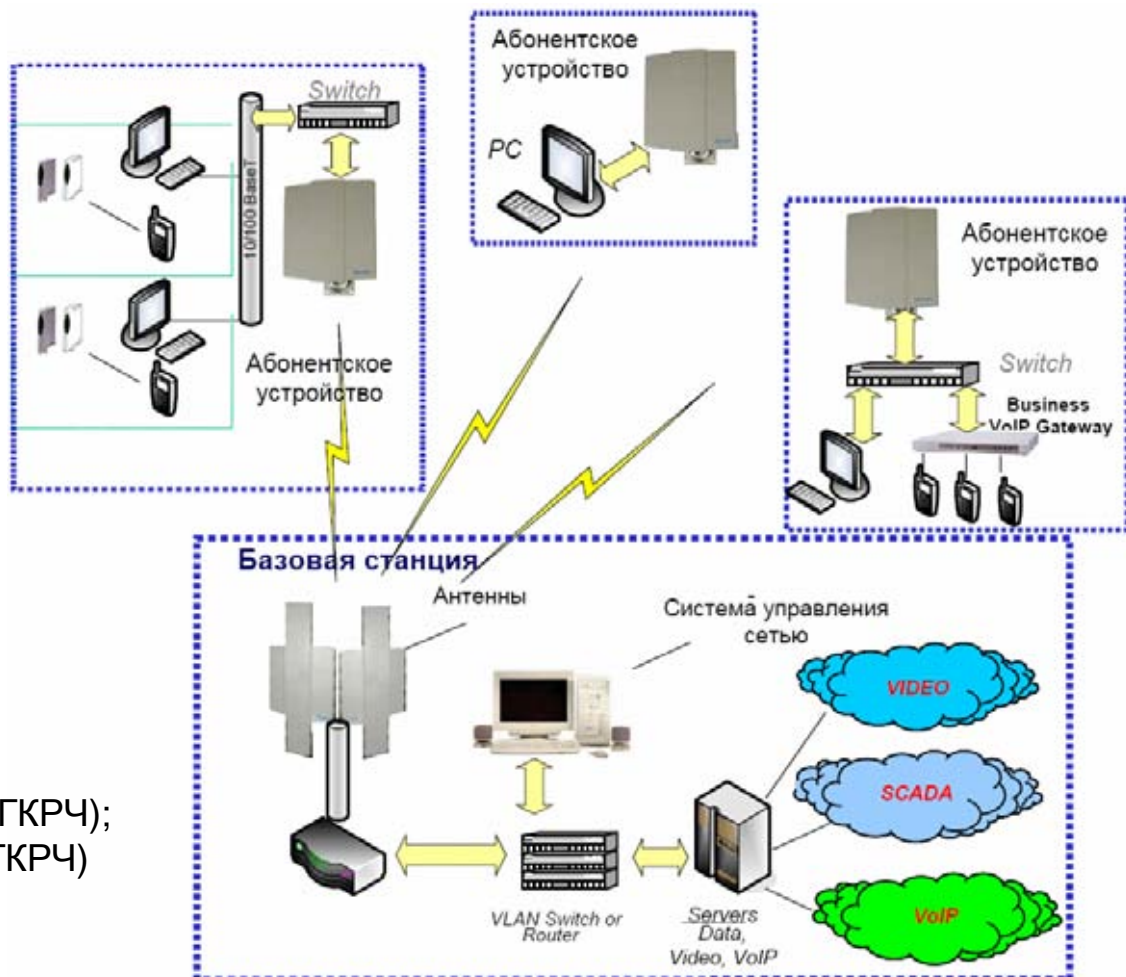 Switch
10/100 BaseT
Абонентское
устройство
Абонентское
устройство
PC
Абонентское
устройство
Switch
Business
VoIP Gateway
Базовая станция
Антенны
Система управления
сетью
VIDEO
SCADA
VoIP
VLAN Switch or
Router
Servers
Data,
Video, VoIP
ГКРЧ);
ГКРЧ)